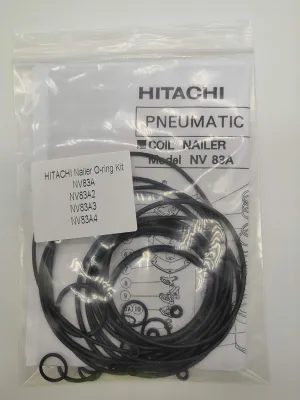 HITACHI
PNEUMATIC
COIL NAILER
Model NV 83A
HITACHI Nailer O-ring Kit
NV83A
NV83A2
NV83A3
NV83A4